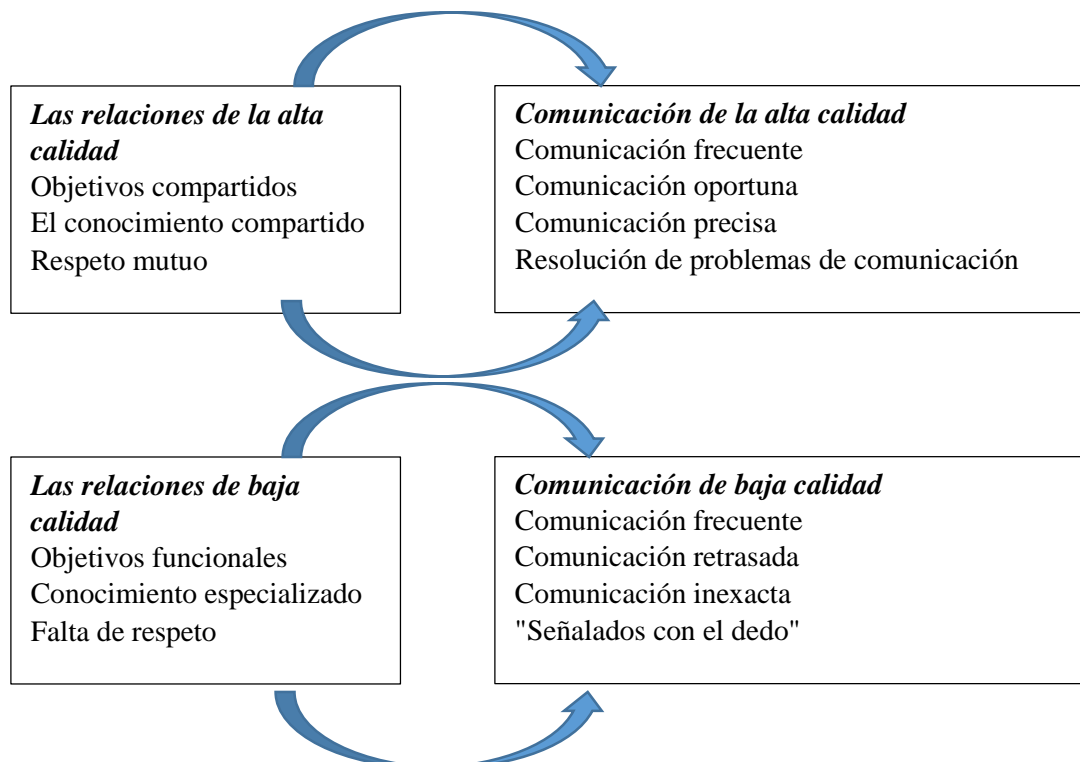 Las relaciones de la alta
calidad
Objetivos compartidos
El conocimiento compartido
Respeto mutuo
Comunicación de la alta calidad
Comunicación frecuente
Comunicación oportuna
Comunicación precisa
Resolución de problemas de comunicación
Las relaciones de baja
calidad
Objetivos funcionales
Conocimiento especializado
Falta de respeto
Comunicación de baja calidad
Comunicación frecuente
Comunicación retrasada
Comunicación inexacta
"Señalados con el dedo"